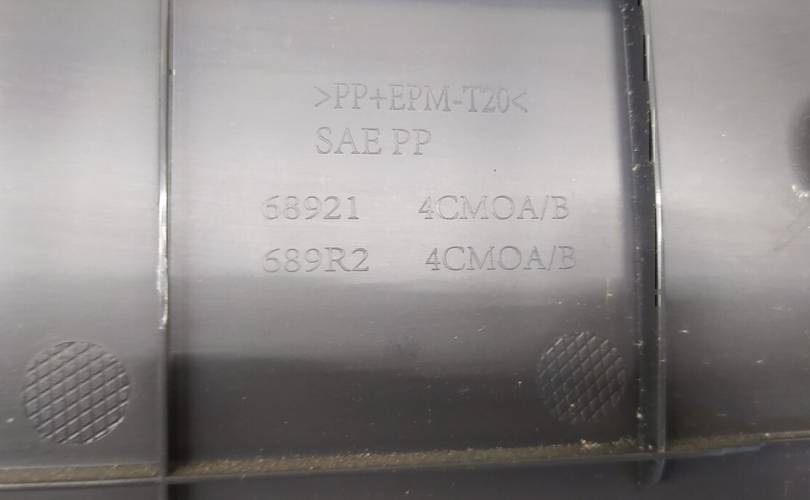 >PP+EPM-T20<
SAE PP
68921 4CMOA/B
689R2 4CMOA/B